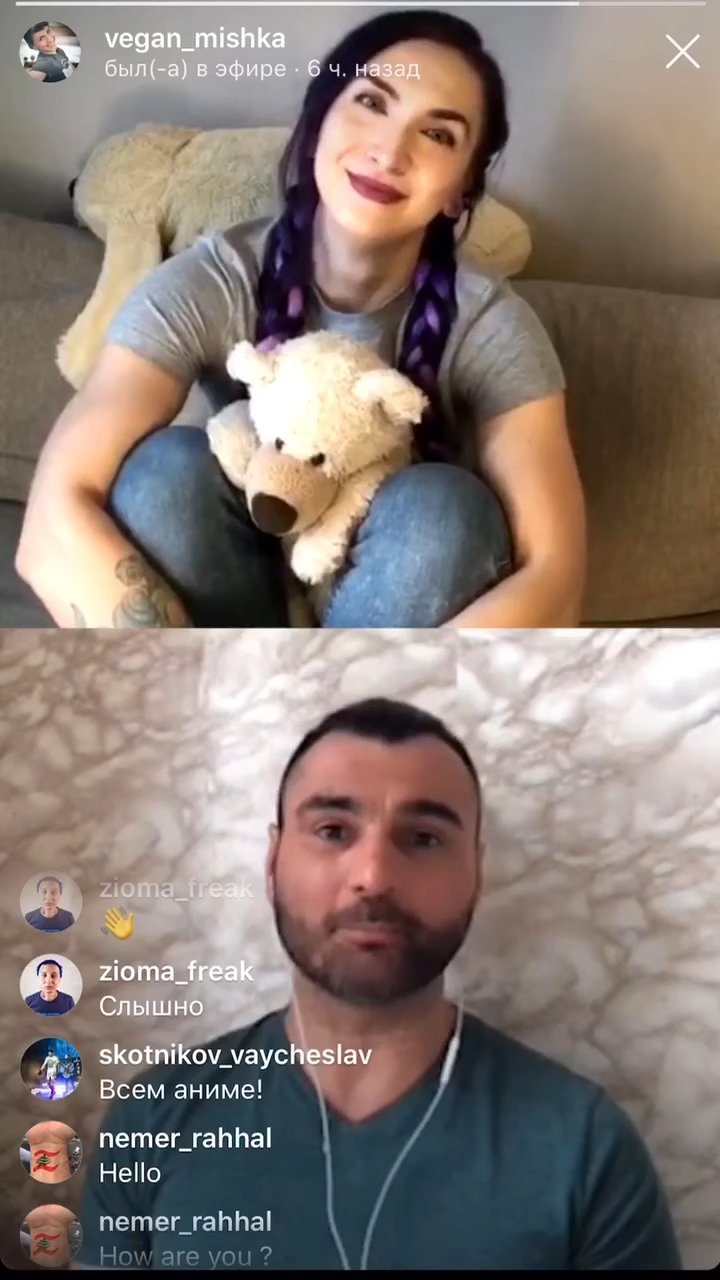 vegan_mishka
был(-а) в эфире · 6 ч. назад
zioma_freak
👋
zioma_freak
Слышно
skotnikov_vaycheslav
Всем аниме!
nemer_rahhal
Hello
nemer_rahhal
How are you ?